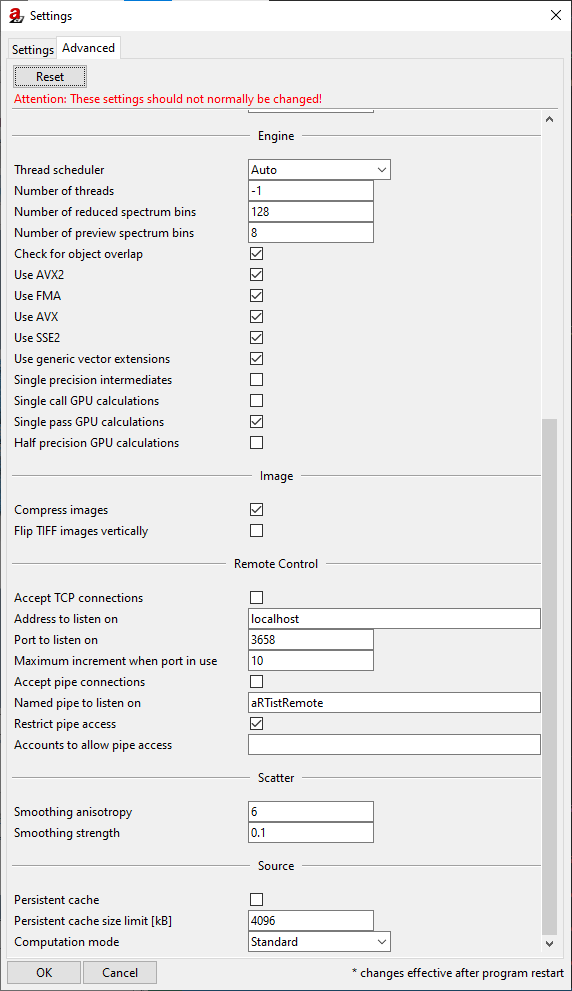 Settings
Settings Advanced
Reset
Attention: These settings should not normally be changed!
Engine
Thread scheduler Auto
Number of threads -1
Number of reduced spectrum bins 128
Number of preview spectrum bins 8
Check for object overlap
Use AVX2
Use FMA
Use AVX
Use SSE2
Use generic vector extensions
Single precision intermediates
Single call GPU calculations
Single pass GPU calculations
Half precision GPU calculations
Image
Compress images
Flip TIFF images vertically
Remote Control
Accept TCP connections
Address to listen on localhost
Port to listen on 3658
Maximum increment when port in use 10
Accept pipe connections
Named pipe to listen on aRTistRemote
Restrict pipe access
Accounts to allow pipe access
Scatter
Smoothing anisotropy 6
Smoothing strength 0.1
Source
Persistent cache
Persistent cache size limit [kB] 4096
Computation mode Standard
OK Cancel * changes effective after program restart